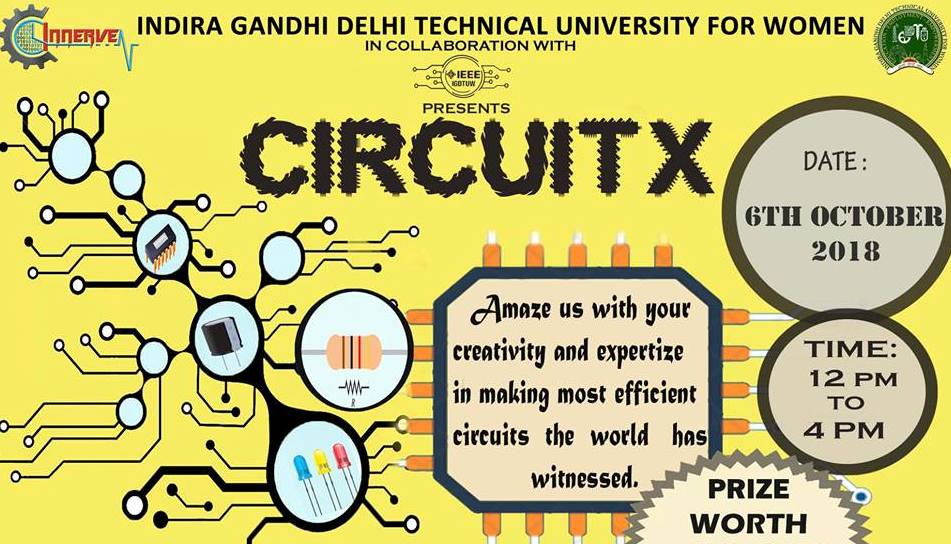 INNERVE
INDIRA GANDHI DELHI TECHNICAL UNIVERSITY FOR WOMEN
IN COLLABORATION WITH
IEEE
IGDTUW
PRESENTS
CIRCUITX
DATE:
6TH OCTOBER
2018
Amaze us with your
creativity and expertize
in making most efficient
circuits the world has
witnessed.
TIME:
12 PM
TO
4 PM
R
PRIZE
WORTH